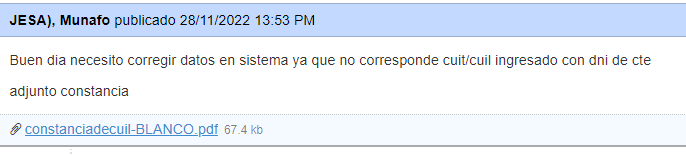 JESA), Munafo publicado 28/11/2022 13:53 PM
Buen dia necesito corregir datos en sistema ya que no corresponde cuit/cuil ingresado con dni de cte
adjunto constancia
constanciadecuil-BLANCO.pdf 67.4 kb